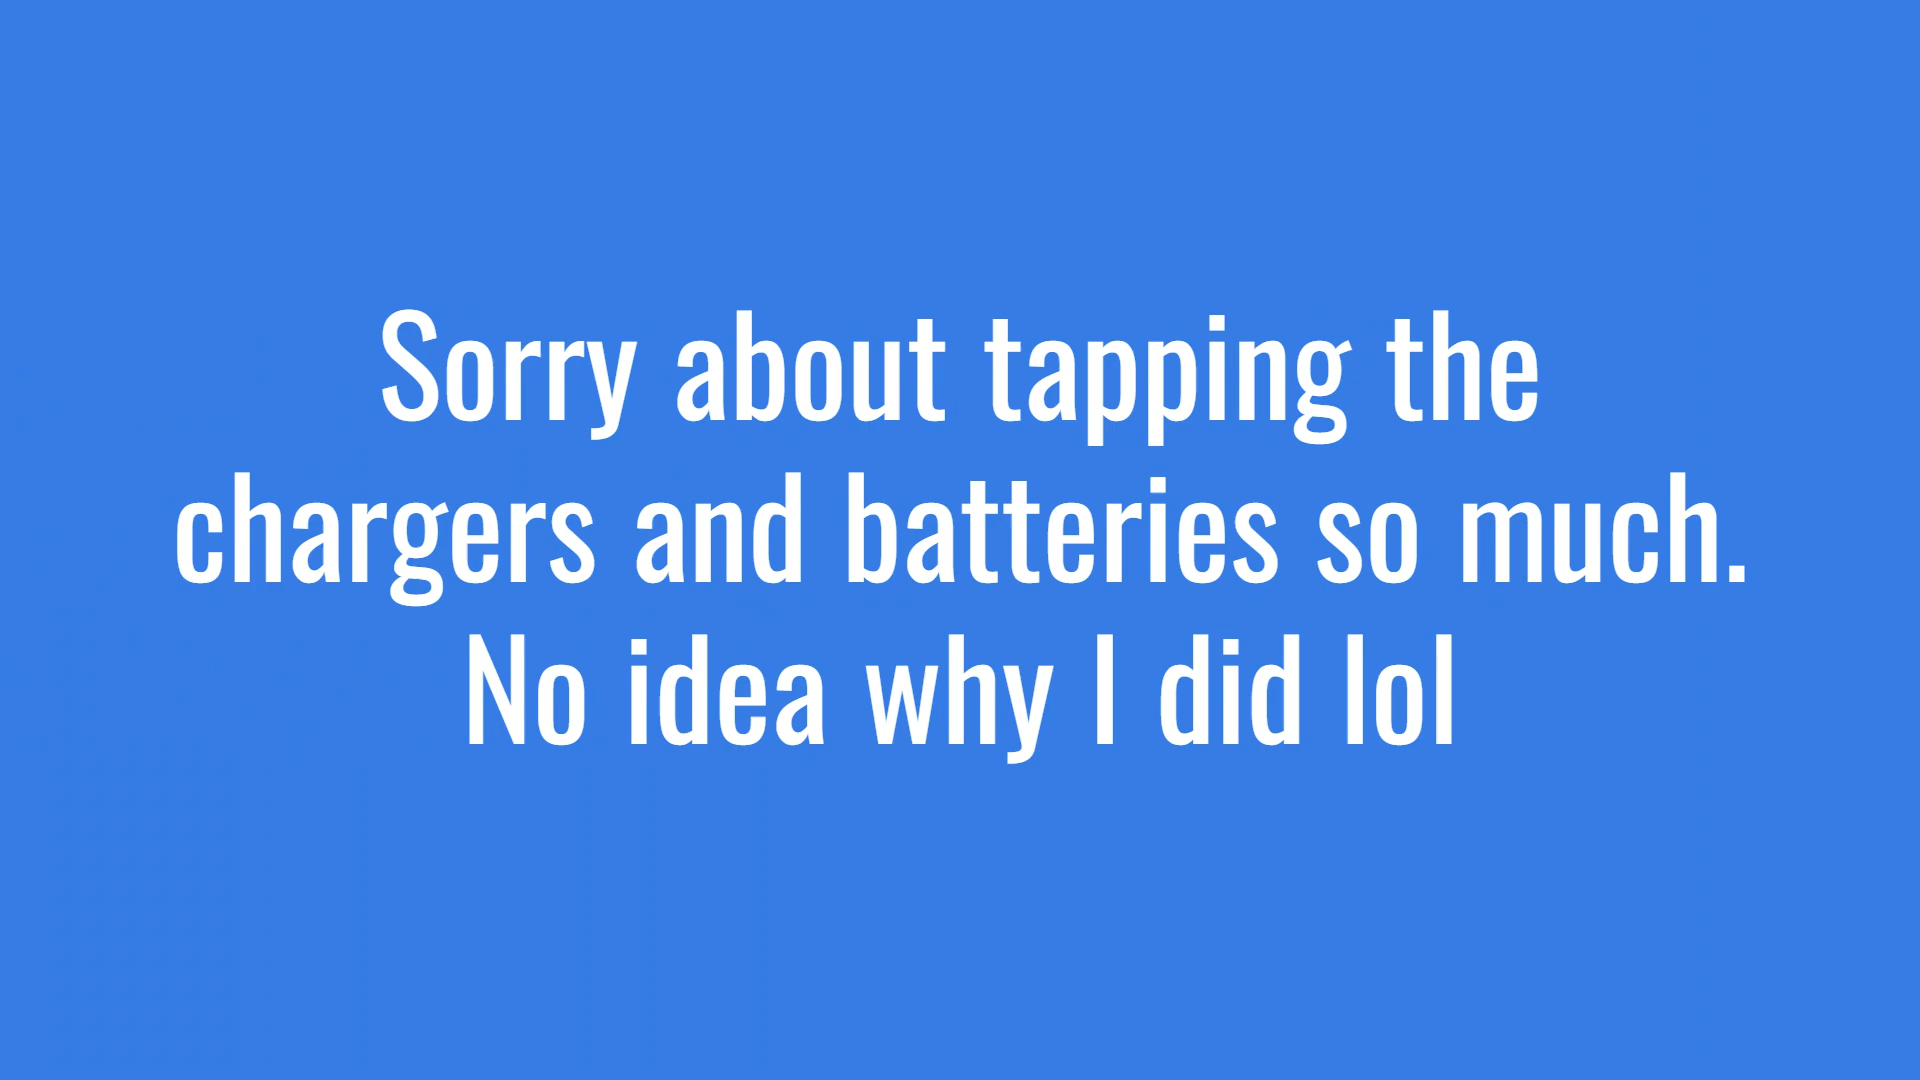 Sorry about tapping the
chargers and batteries so much.
No idea why I did lol